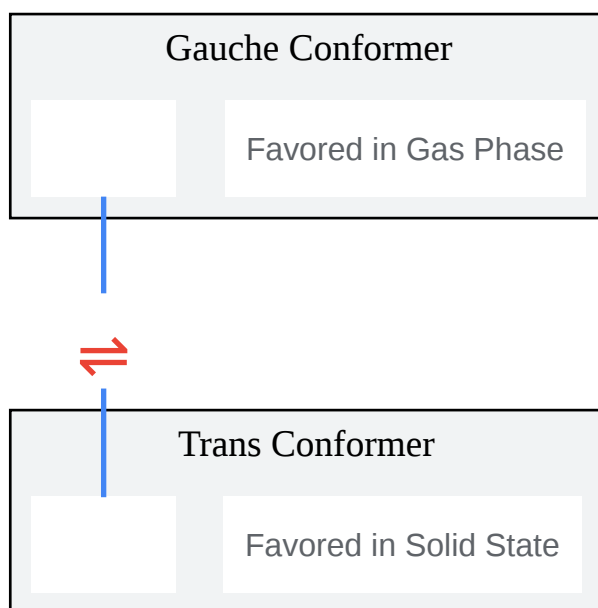 Gauche Conformer
Favored in Gas Phase
⇌
Trans Conformer
Favored in Solid State